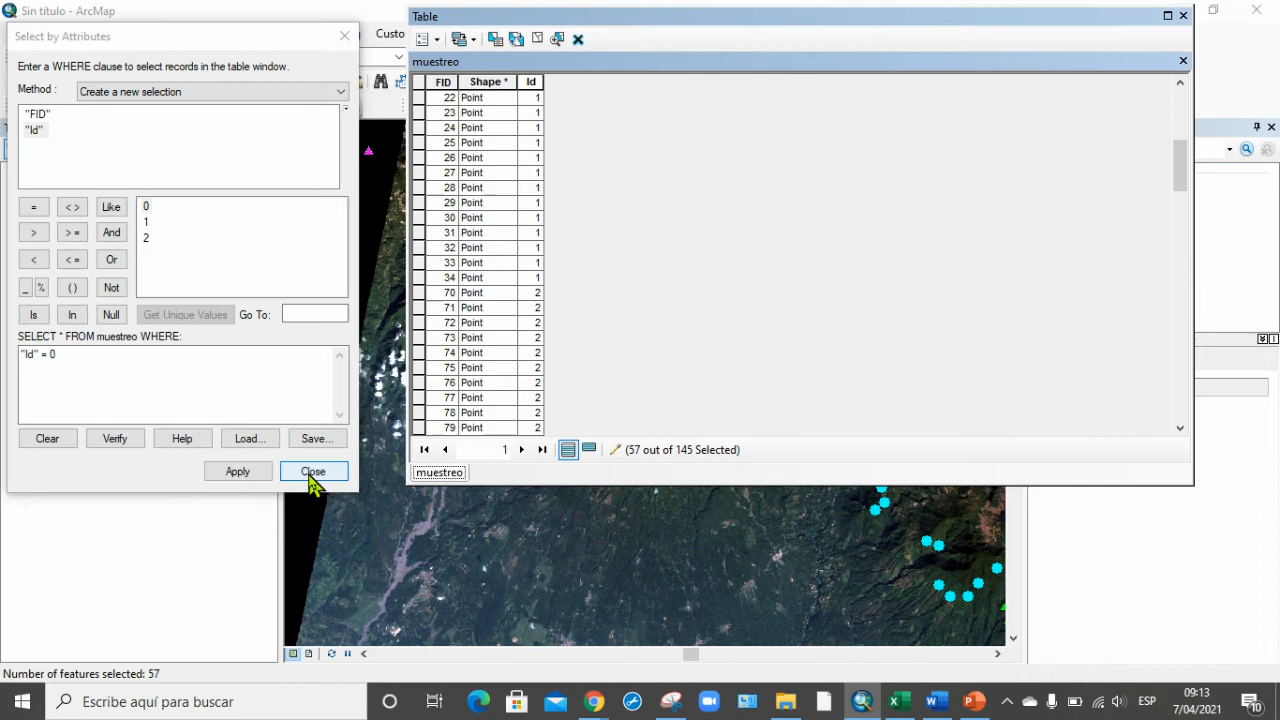 Sin título - ArcMap
Select by Attributes
Custo
Enter a WHERE clause to select records in the table window.
Method : Create a new selection
"FID"
"Id"
= < > Like
> > = And
< < = Or
_ % ( ) Not
Is In Null
0
1
2
Get Unique Values Go To:
SELECT * FROM muestreo WHERE:
"Id" = 0
Clear Verify Help Load... Save...
Apply Close
Table
muestreo
FID Shape * Id
22 Point 1
23 Point 1
24 Point 1
25 Point 1
26 Point 1
27 Point 1
28 Point 1
29 Point 1
30 Point 1
31 Point 1
32 Point 1
33 Point 1
34 Point 1
70 Point 2
71 Point 2
72 Point 2
73 Point 2
74 Point 2
75 Point 2
76 Point 2
77 Point 2
78 Point 2
79 Point 2
1 (57 out of 145 Selected)
muestreo
Number of features selected: 57
Escribe aquí para buscar
ESP
09:13
7/04/2021
10